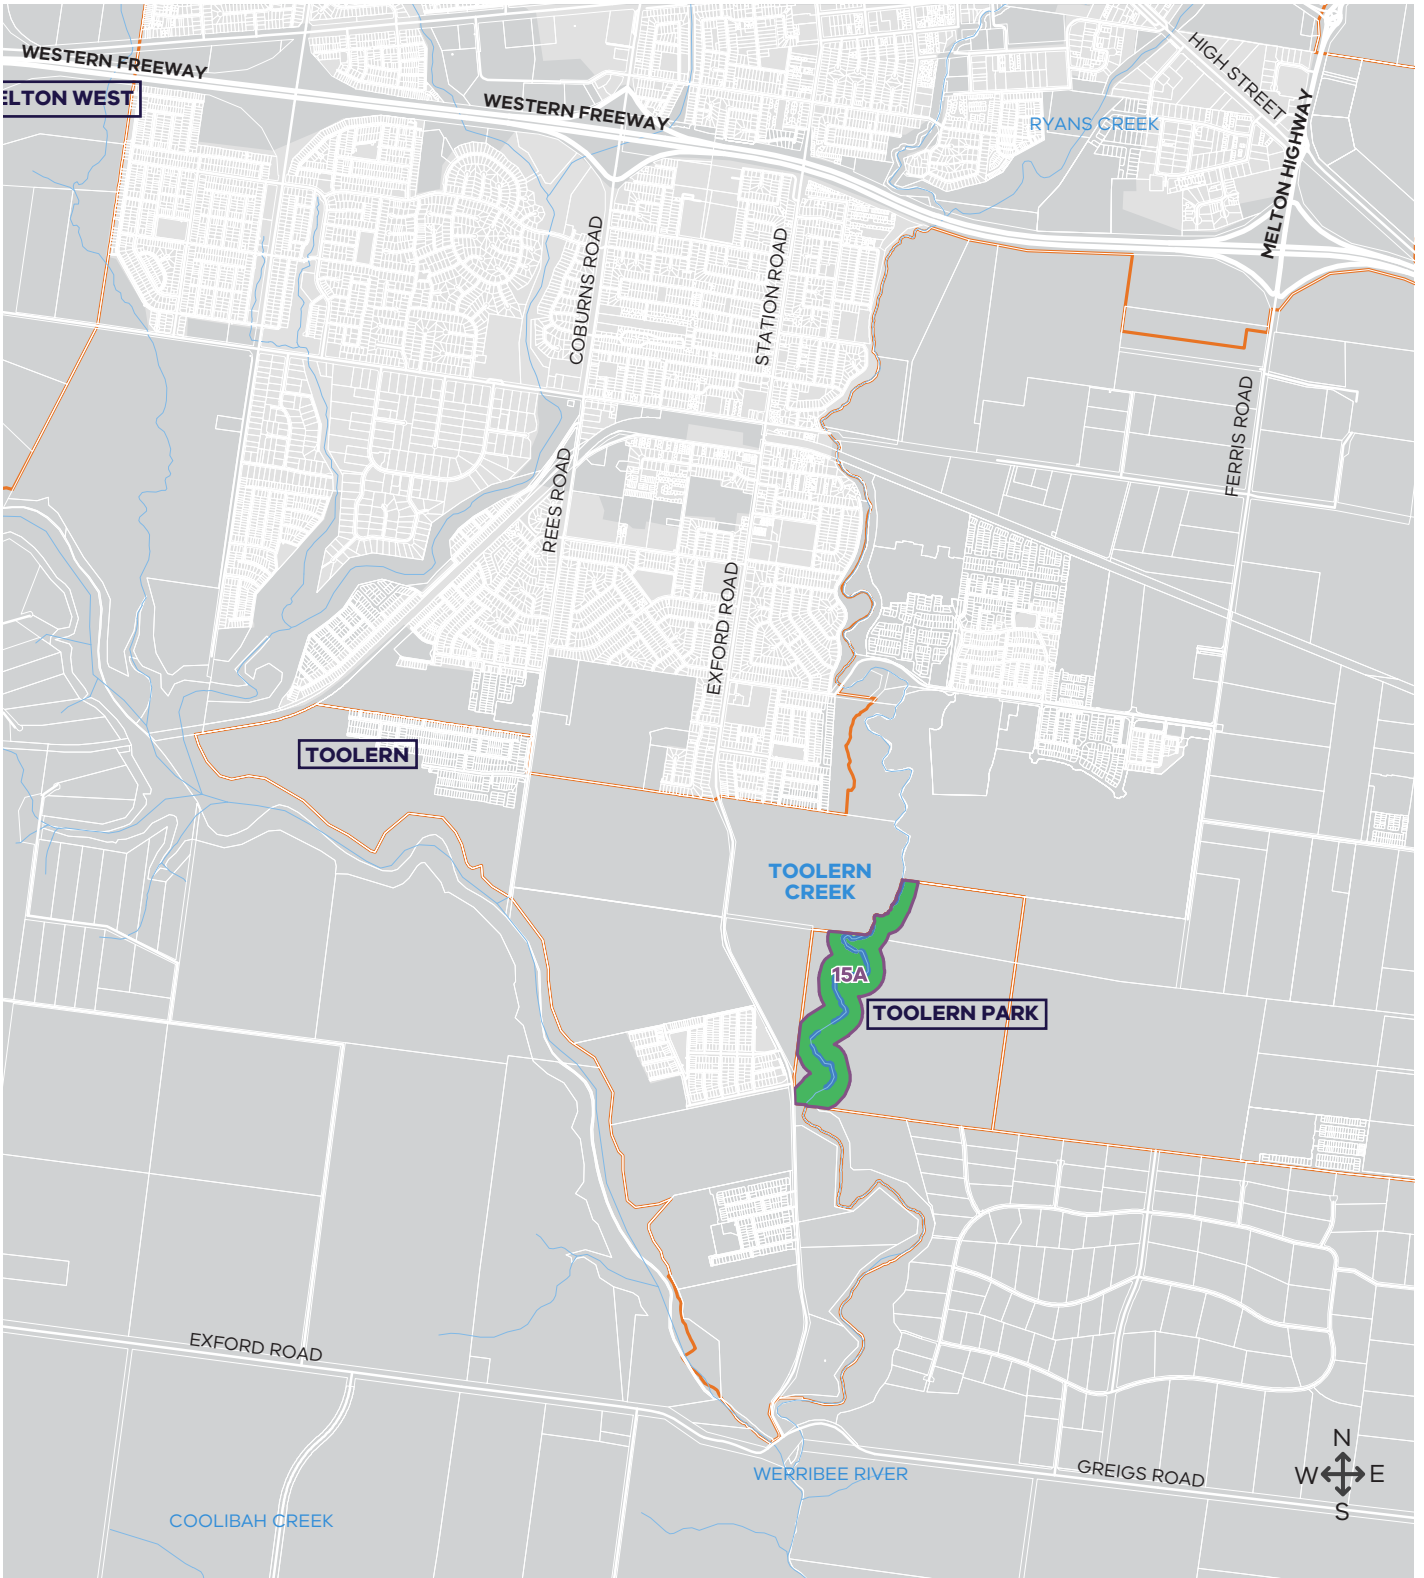 WESTERN FREEWAY
ELTON WEST
WESTERN FREEWAY
HIGH STREET
RYANS CREEK
MELTON HIGHWAY
COBURNS ROAD
STATION ROAD
FERRIS ROAD
REES ROAD
EXFORD ROAD
TOOLERN
TOOLERN
CREEK
15A
TOOLERN PARK
EXFORD ROAD
WERRIBEE RIVER
GREIGS ROAD
COOLIBAH CREEK
N
W
E
S